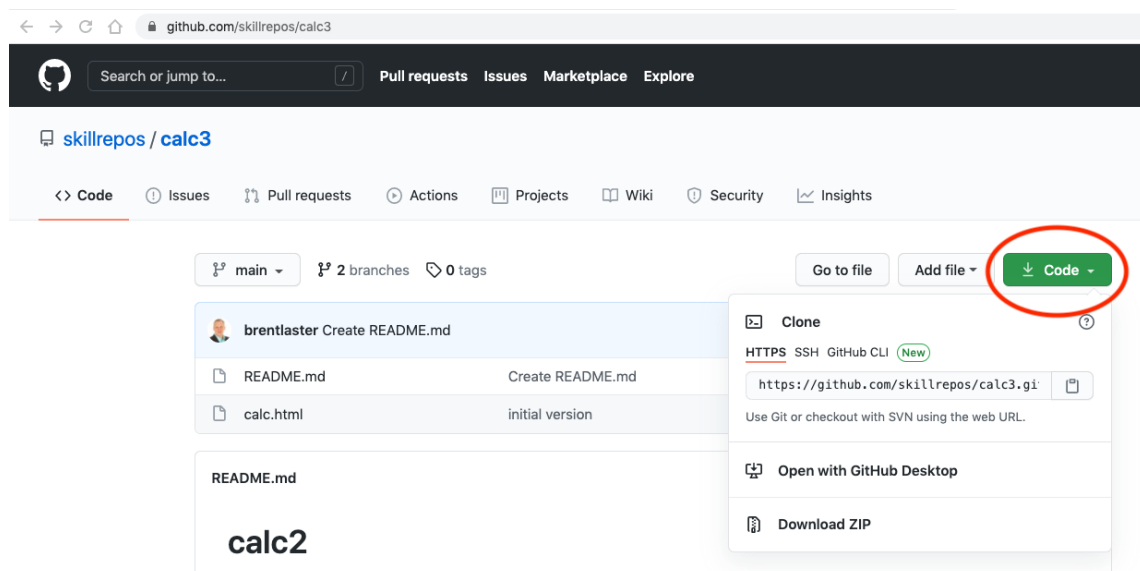 github.com/skillrepos/calc3
Search or jump to... / Pull requests Issues Marketplace Explore
skillrepos / calc3
<> Code Issues Pull requests Actions Projects Wiki Security Insights
main 2 branches 0 tags Go to file Add file Code
brentlaster Create README.md
README.md Create README.md
calc.html initial version
Clone
HTTPS SSH GitHub CLI New
https://github.com/skillrepos/calc3.gi
Use Git or checkout with SVN using the web URL.
Open with GitHub Desktop
Download ZIP
README.md
calc2